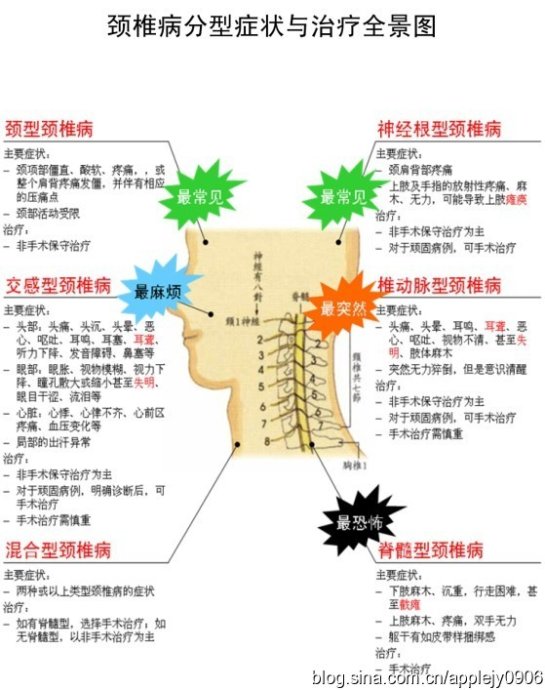 颈椎病分型症状与治疗全景图
颈型颈椎病
主要症状：
– 颈项部僵直、酸软、疼痛，，或
整个肩背疼痛发僵，并伴有相应
的压痛点
– 颈部活动受限
治疗：
– 非手术保守治疗
最常见
神经根型颈椎病
主要症状：
– 颈肩背部疼痛
– 上肢及手指的放射性疼痛、麻
木、无力，可能导致上肢瘫痪
治疗：
– 非手术保守治疗为主
– 对于顽固病例，可手术治疗
最常见
交感型颈椎病
主要症状：
– 头部：头痛、头沉、头晕、恶
心、呕吐、耳鸣、耳塞，耳聋、
听力下降、发音障碍、鼻塞等
– 眼部：眼胀、视物模糊、视力下
降、瞳孔散大或缩小甚至失明、
眼目干涩、流泪等
– 心脏：心悸、心律不齐、心前区
疼痛、血压变化等
– 局部的出汗异常
治疗：
– 非手术保守治疗为主
– 对于顽固病例，明确诊断后，可
手术治疗
– 手术治疗需慎重
最麻烦
椎动脉型颈椎病
主要症状：
– 头痛、头晕、耳鸣、耳聋、恶
心、呕吐、视物不清、甚至失
明、肢体麻木
– 突然无力猝倒，但是意识清醒
治疗：
– 非手术保守治疗为主
– 对于顽固病例，可手术治疗
– 手术治疗需慎重
最突然
神經有八對
脊髓
頸1神經
2
3
4
5
6
7
8
2
3
4
5
6
7
頸椎共七節
胸椎1
混合型颈椎病
主要症状：
– 两种或以上类型颈椎病的症状
治疗：
– 如有脊髓型，选择手术治疗；如
无脊髓型，以非手术治疗为主
最恐怖
脊髓型颈椎病
主要症状：
– 下肢麻木、沉重，行走困难，甚
至截瘫
– 上肢麻木、疼痛，双手无力
– 躯干有如皮带样捆绑感
治疗：
– 手术治疗
blog.sina.com.cn/applejy0906